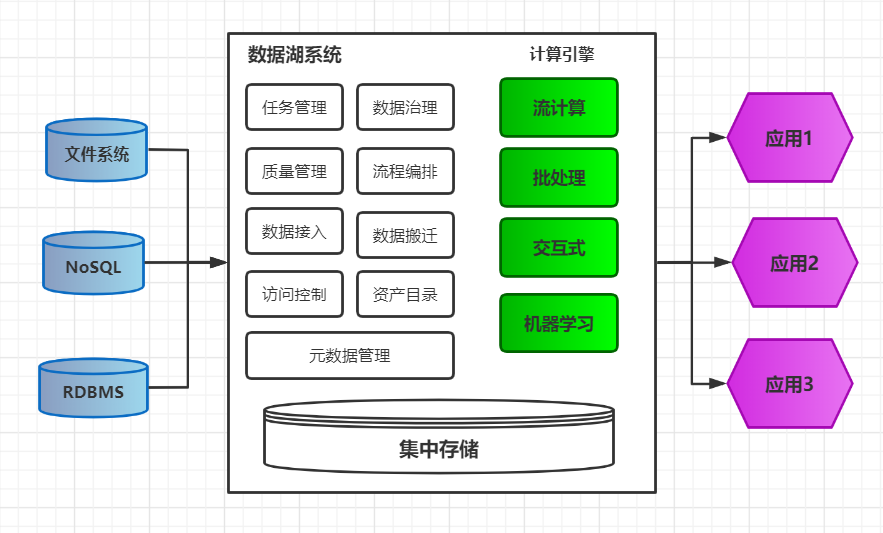 数据湖系统
计算引擎
任务管理
数据治理
流计算
应用1
文件系统
质量管理
流程编排
批处理
数据接入
数据搬迁
交互式
NoSQL
应用2
访问控制
资产目录
机器学习
元数据管理
RDBMS
应用3
集中存储